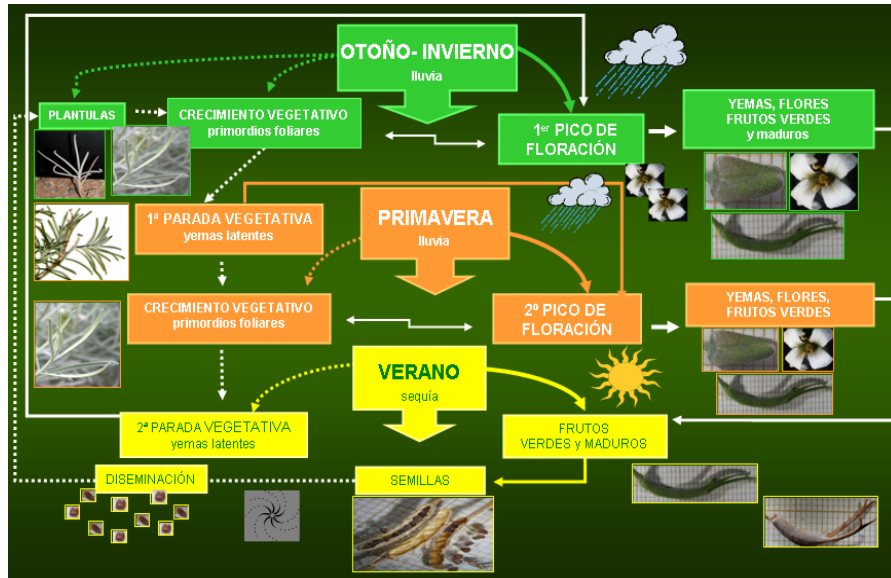 OTOÑO- INVIERNO
lluvia
PLANTULAS
CRECIMIENTO VEGETATIVO
primordios foliares
1er PICO DE
FLORACIÓN
YEMAS, FLORES
FRUTOS VERDES
y maduros
1ª PARADA VEGETATIVA
yemas latentes
PRIMAVERA
lluvia
CRECIMIENTO VEGETATIVO
primordios foliares
2º PICO DE
FLORACIÓN
YEMAS, FLORES,
FRUTOS VERDES
VERANO
sequía
2ª PARADA VEGETATIVA
yemas latentes
FRUTOS
VERDES y MADUROS
DISEMINACIÓN
SEMILLAS